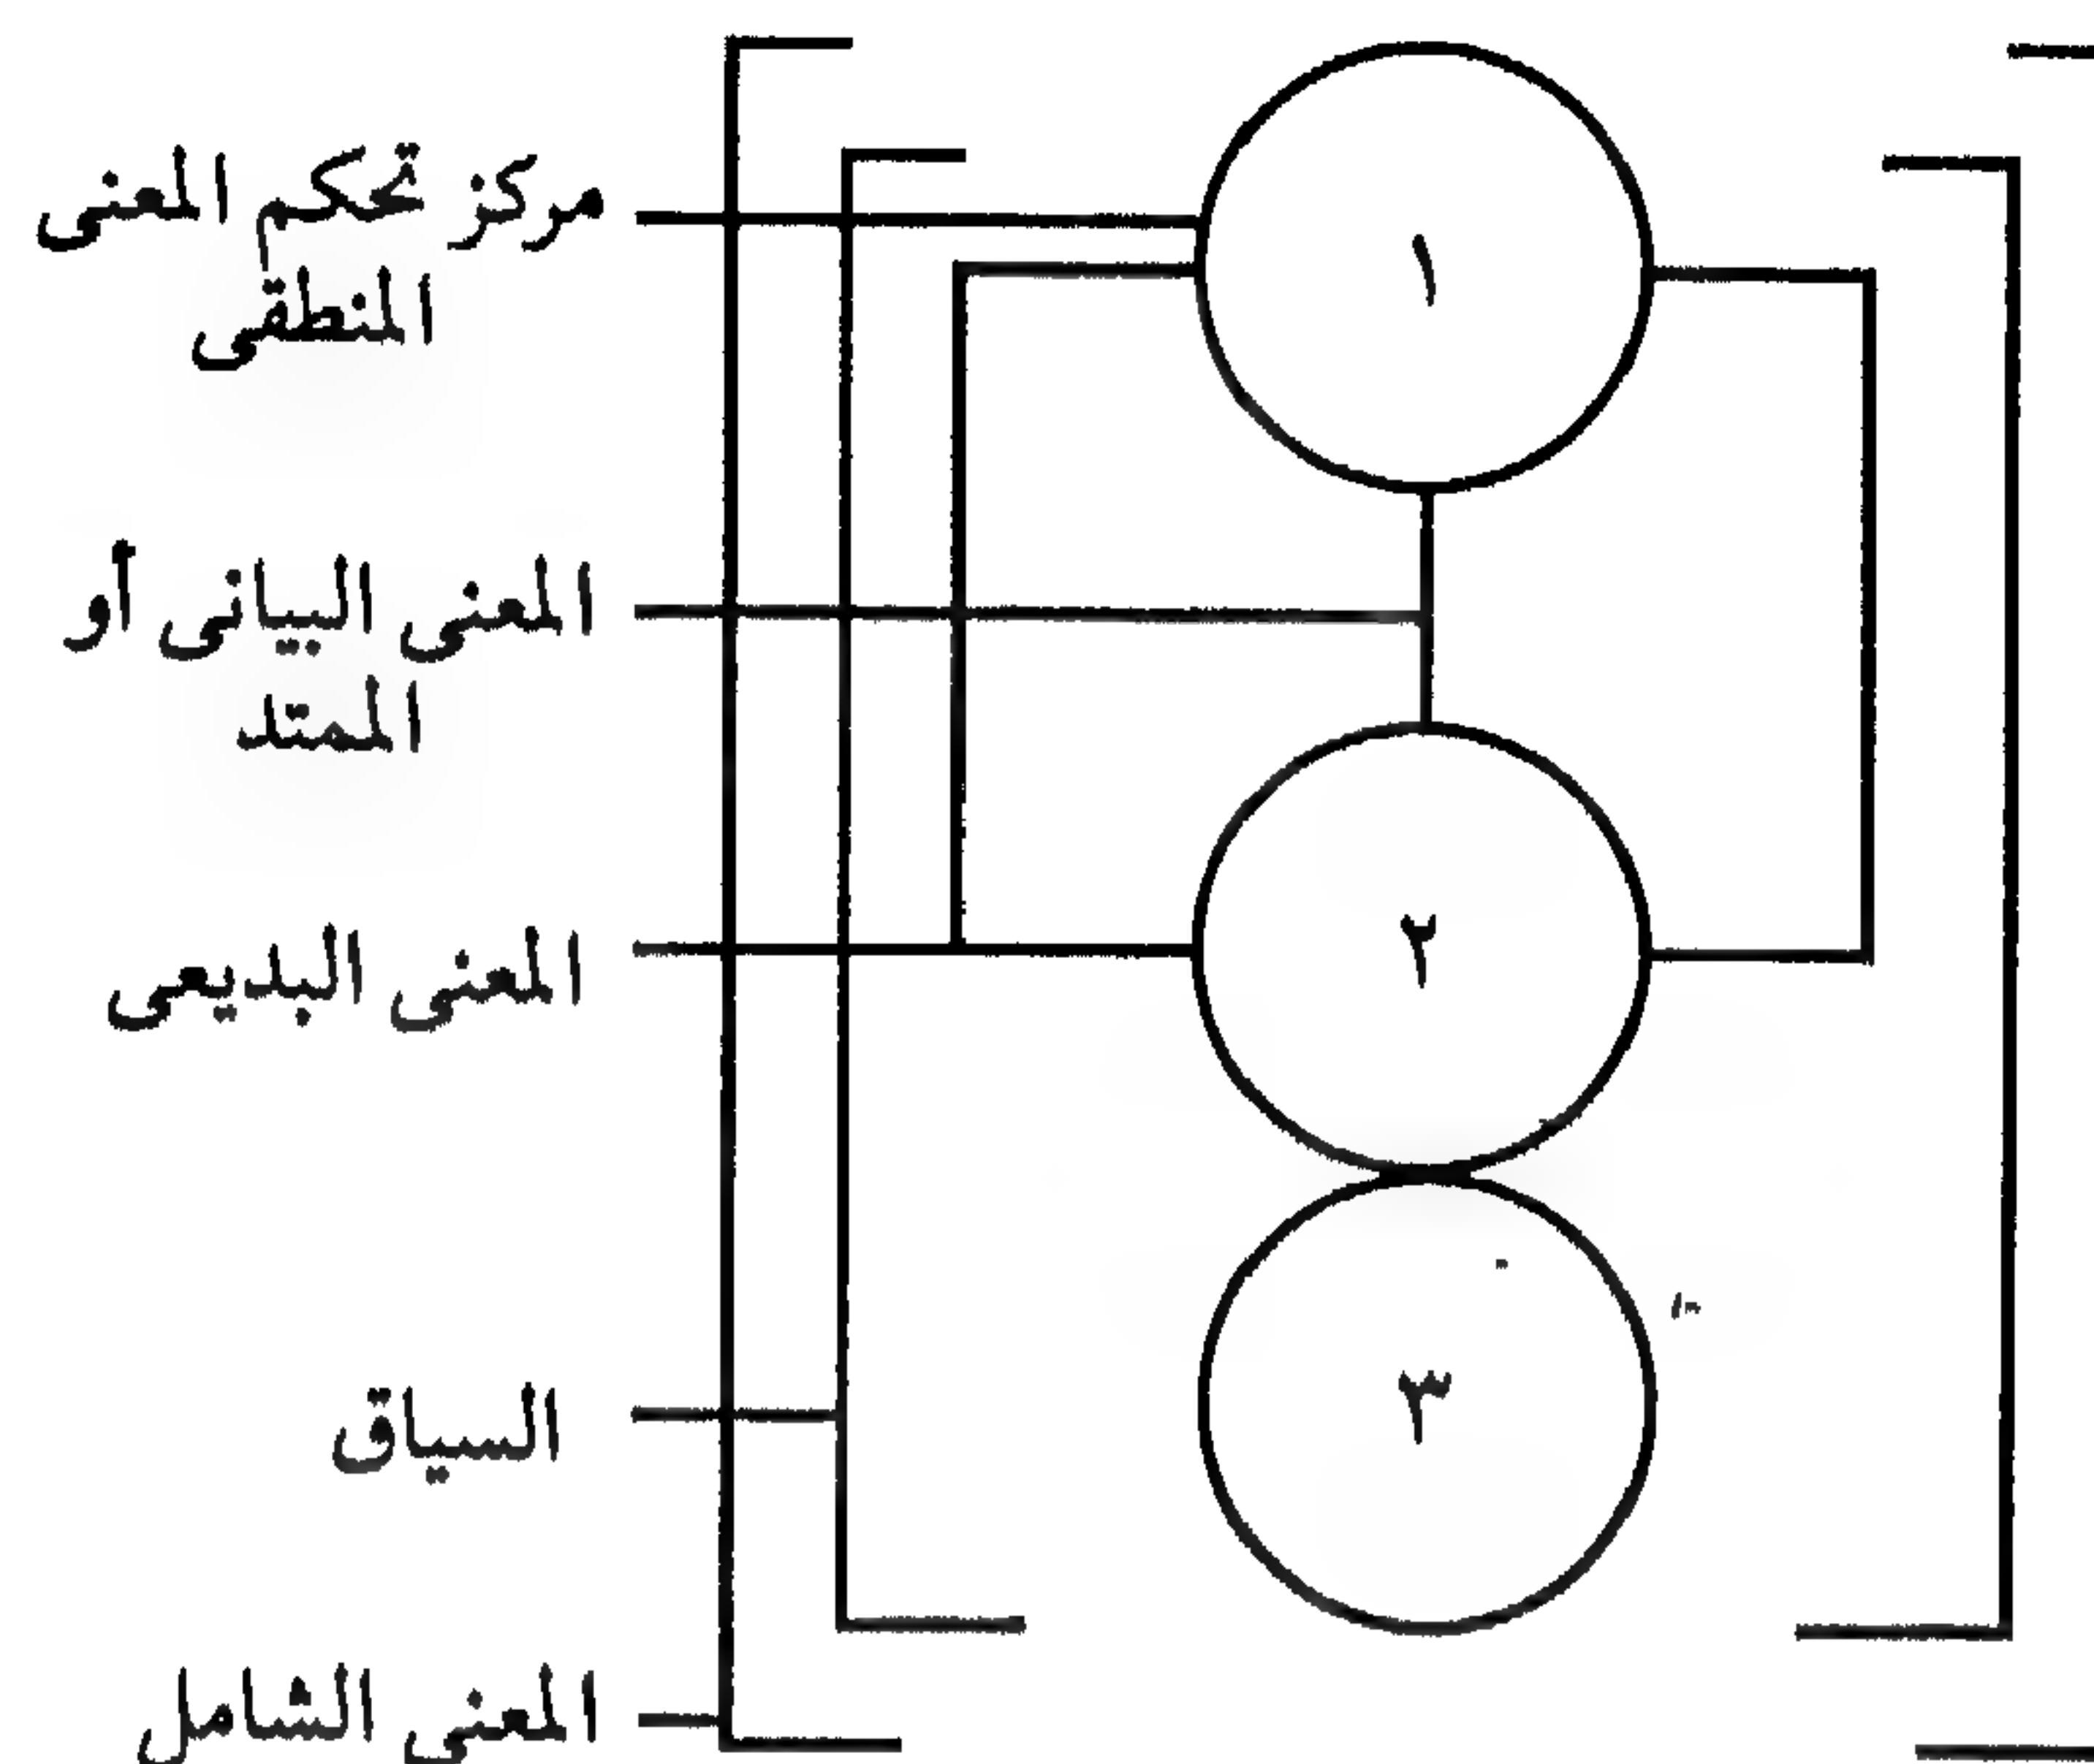 مركز تحكم المعنى
المنطقى
١
المعنى البيانى أو
الممتد
المعنى البديعى
٢
السياق
٣
المعنى الشامل